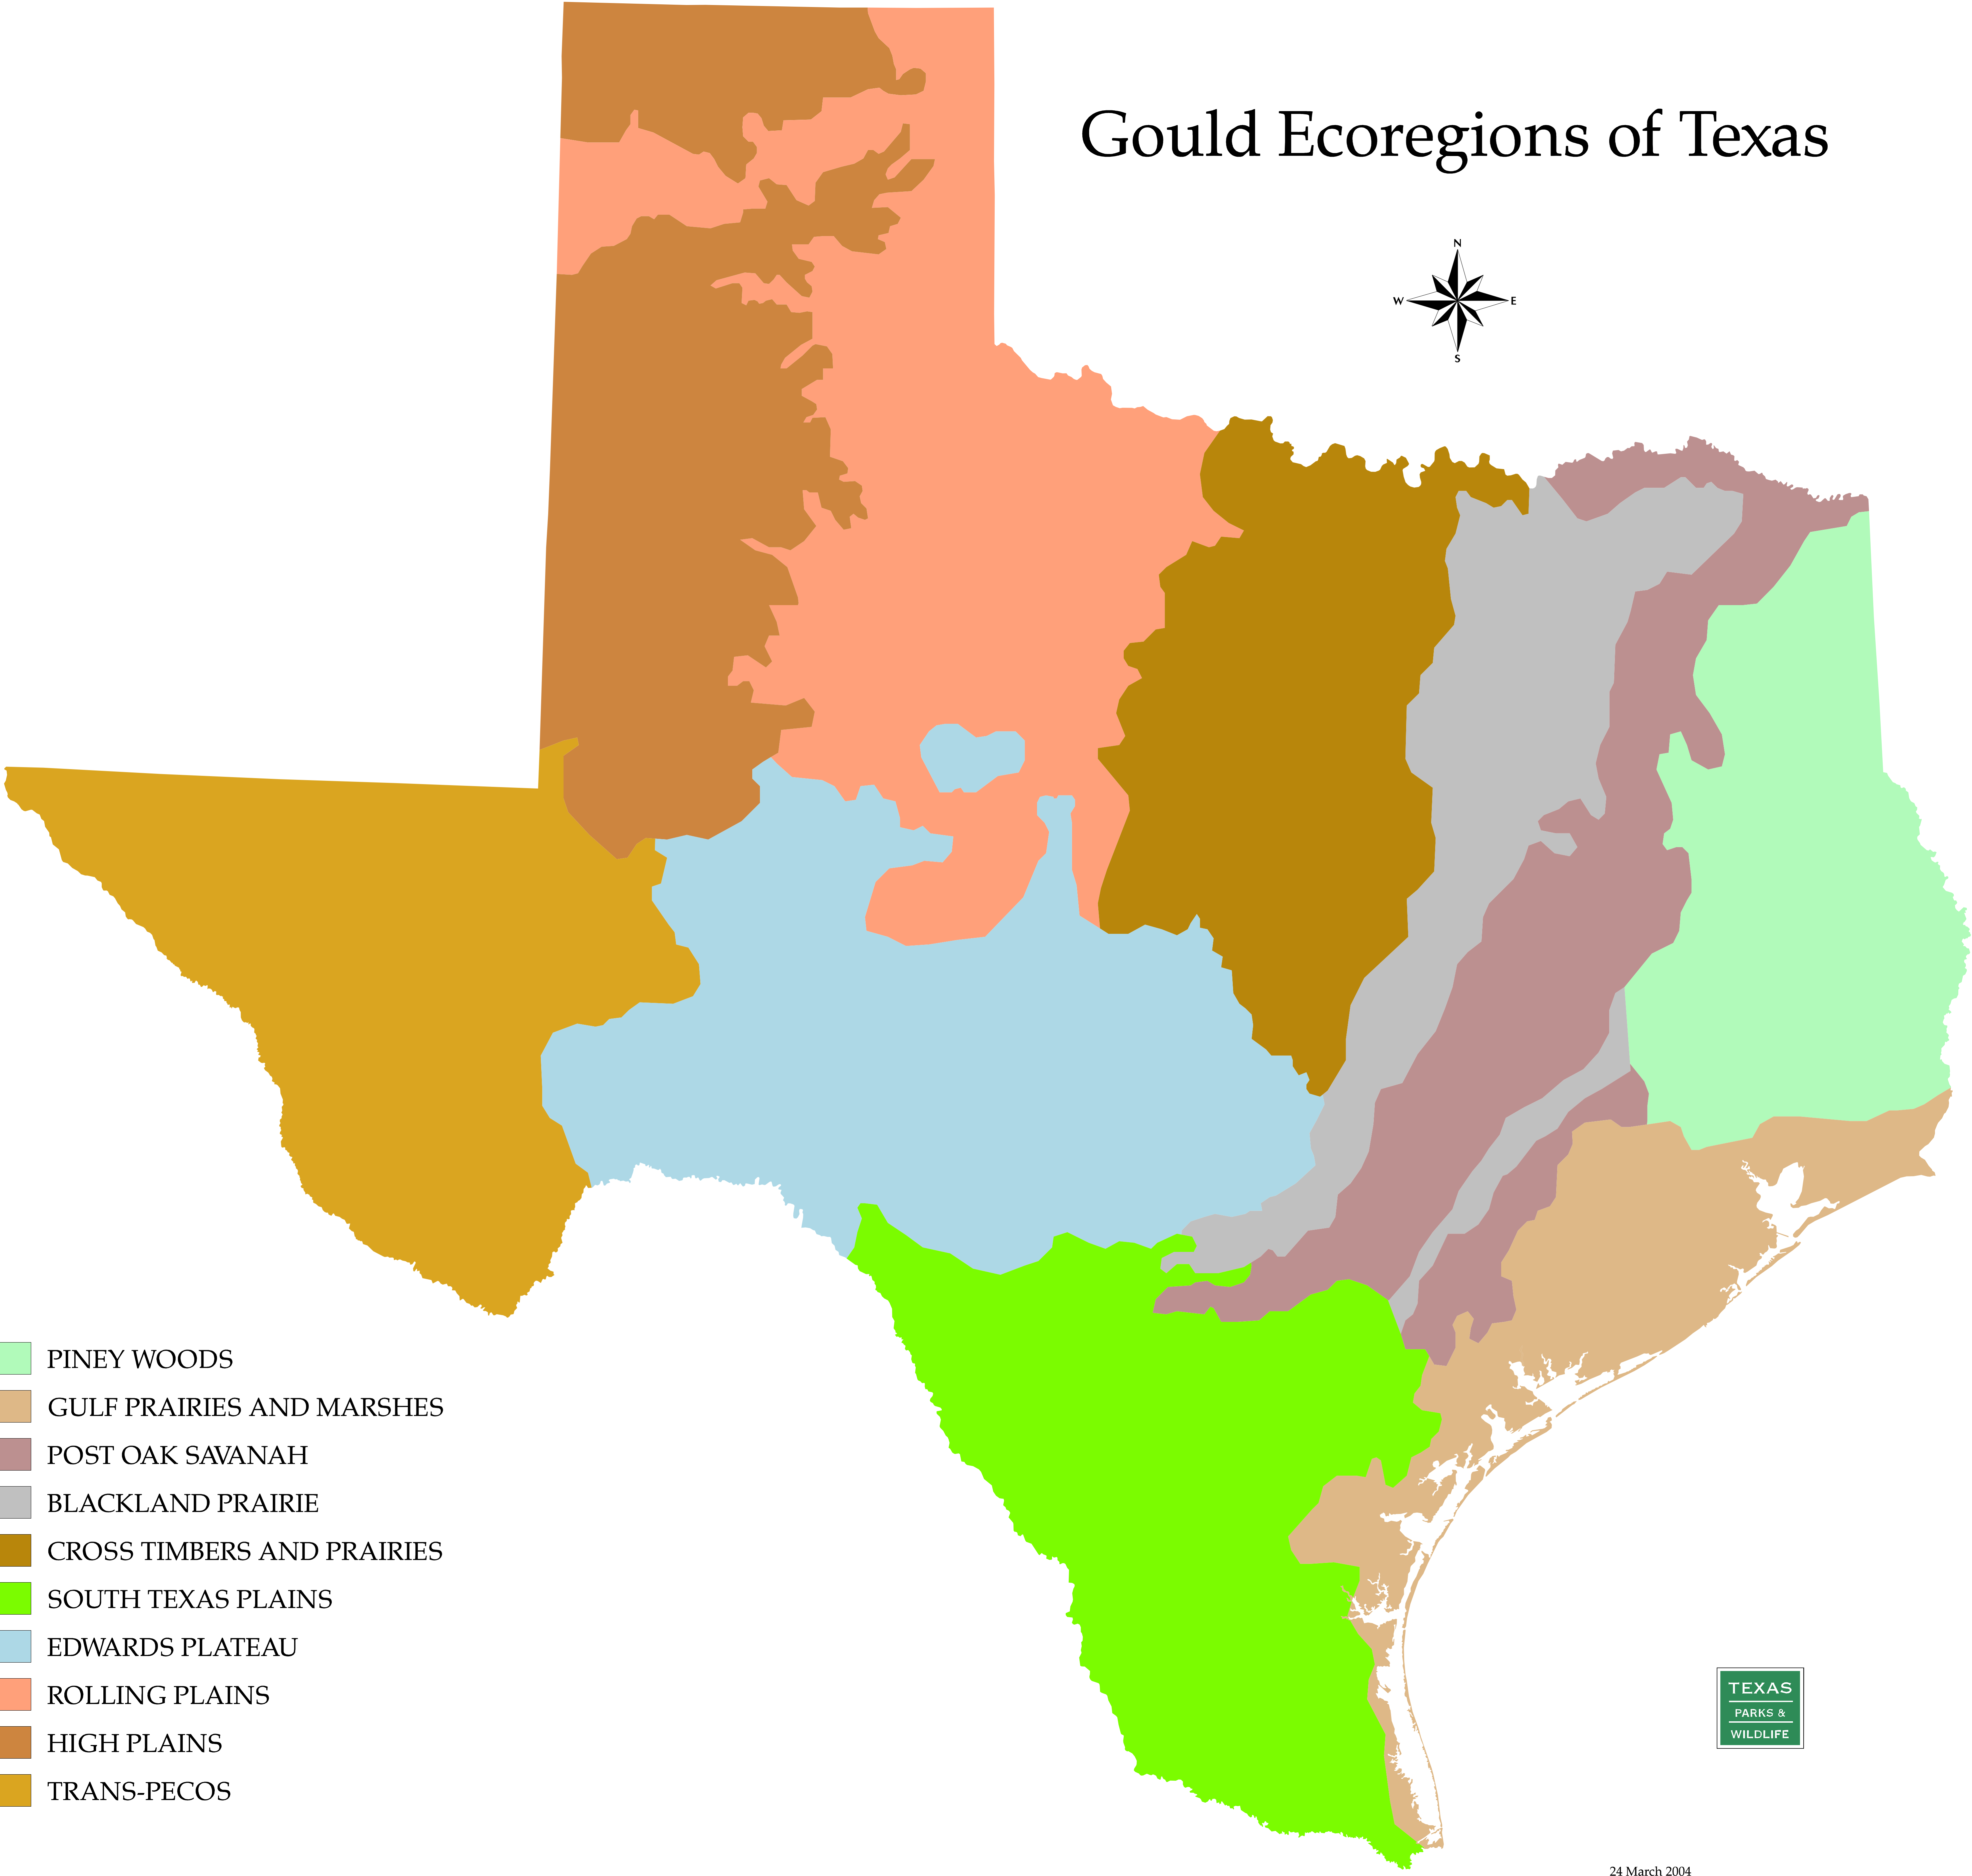 Gould Ecoregions of Texas
N
W
E
S
PINEY WOODS
GULF PRAIRIES AND MARSHES
POST OAK SAVANAH
BLACKLAND PRAIRIE
CROSS TIMBERS AND PRAIRIES
SOUTH TEXAS PLAINS
EDWARDS PLATEAU
ROLLING PLAINS
HIGH PLAINS
TRANS-PECOS
TEXAS
PARKS &
WILDLIFE
24 March 2004